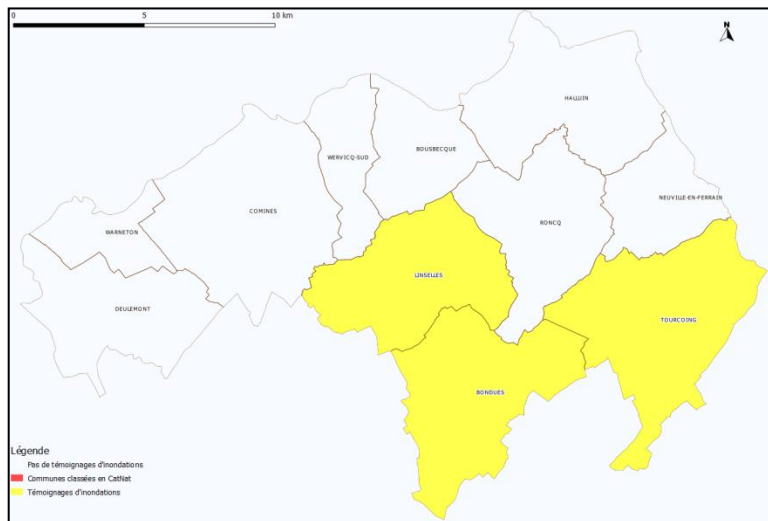 0 5 10 km
N
HALLUIN
BOUSBECQUE
WERVICQ-SUD
NEUVILLE-EN-FERRAIN
COMINES
RONCQ
WARNETON
LINSELLES
DEULEMONT
TOURCOING
BONDUES
Légende
Pas de témoignages d'inondations
Communes classées en CatNat
Témoignages d'inondations